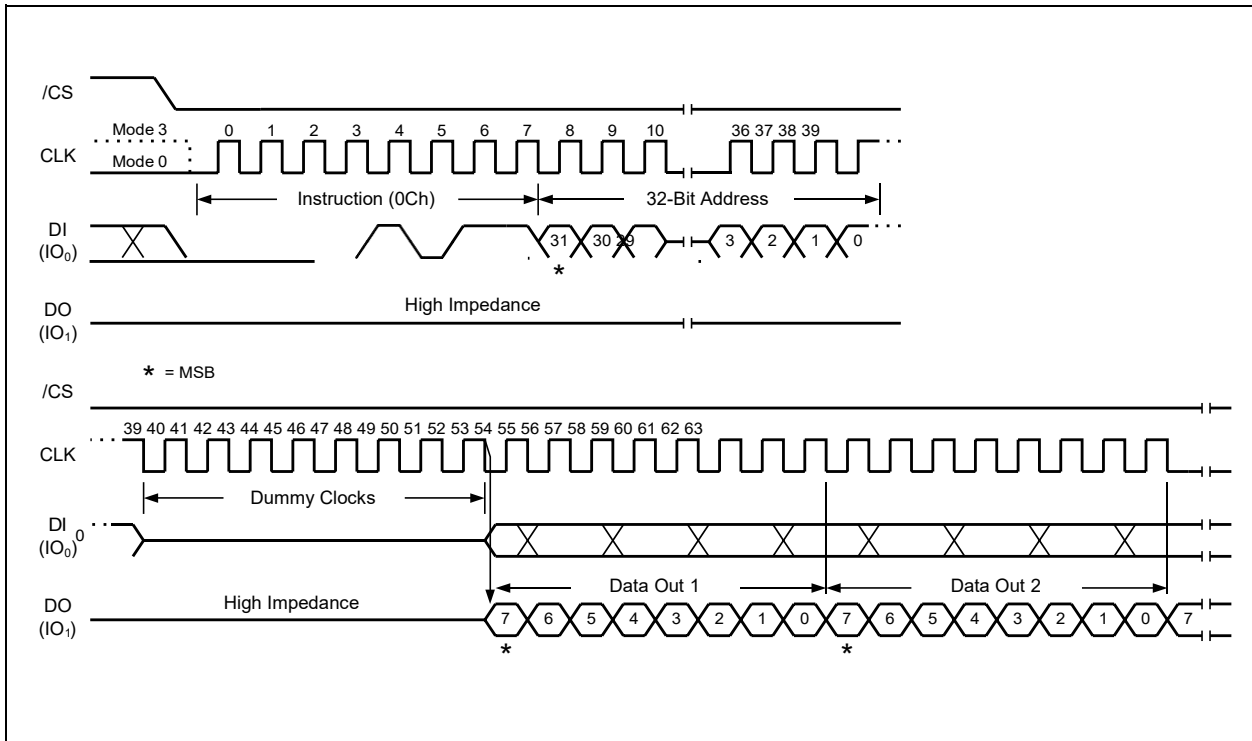 /CS
Mode 3
0 1 2 3 4 5 6 7 8 9 10 36 37 38 39
CLK
Mode 0
Instruction (0Ch) 32-Bit Address
DI
(IO₀)
31 30 29 3 2 1 0
*
High Impedance
DO
(IO₁)
* = MSB
/CS
39 40 41 42 43 44 45 46 47 48 49 50 51 52 53 54 55 56 57 58 59 60 61 62 63
CLK
Dummy Clocks
DI
(IO₀)
0
Data Out 1 Data Out 2
High Impedance
DO
(IO₁)
7 6 5 4 3 2 1 0 7 6 5 4 3 2 1 0 7
* *